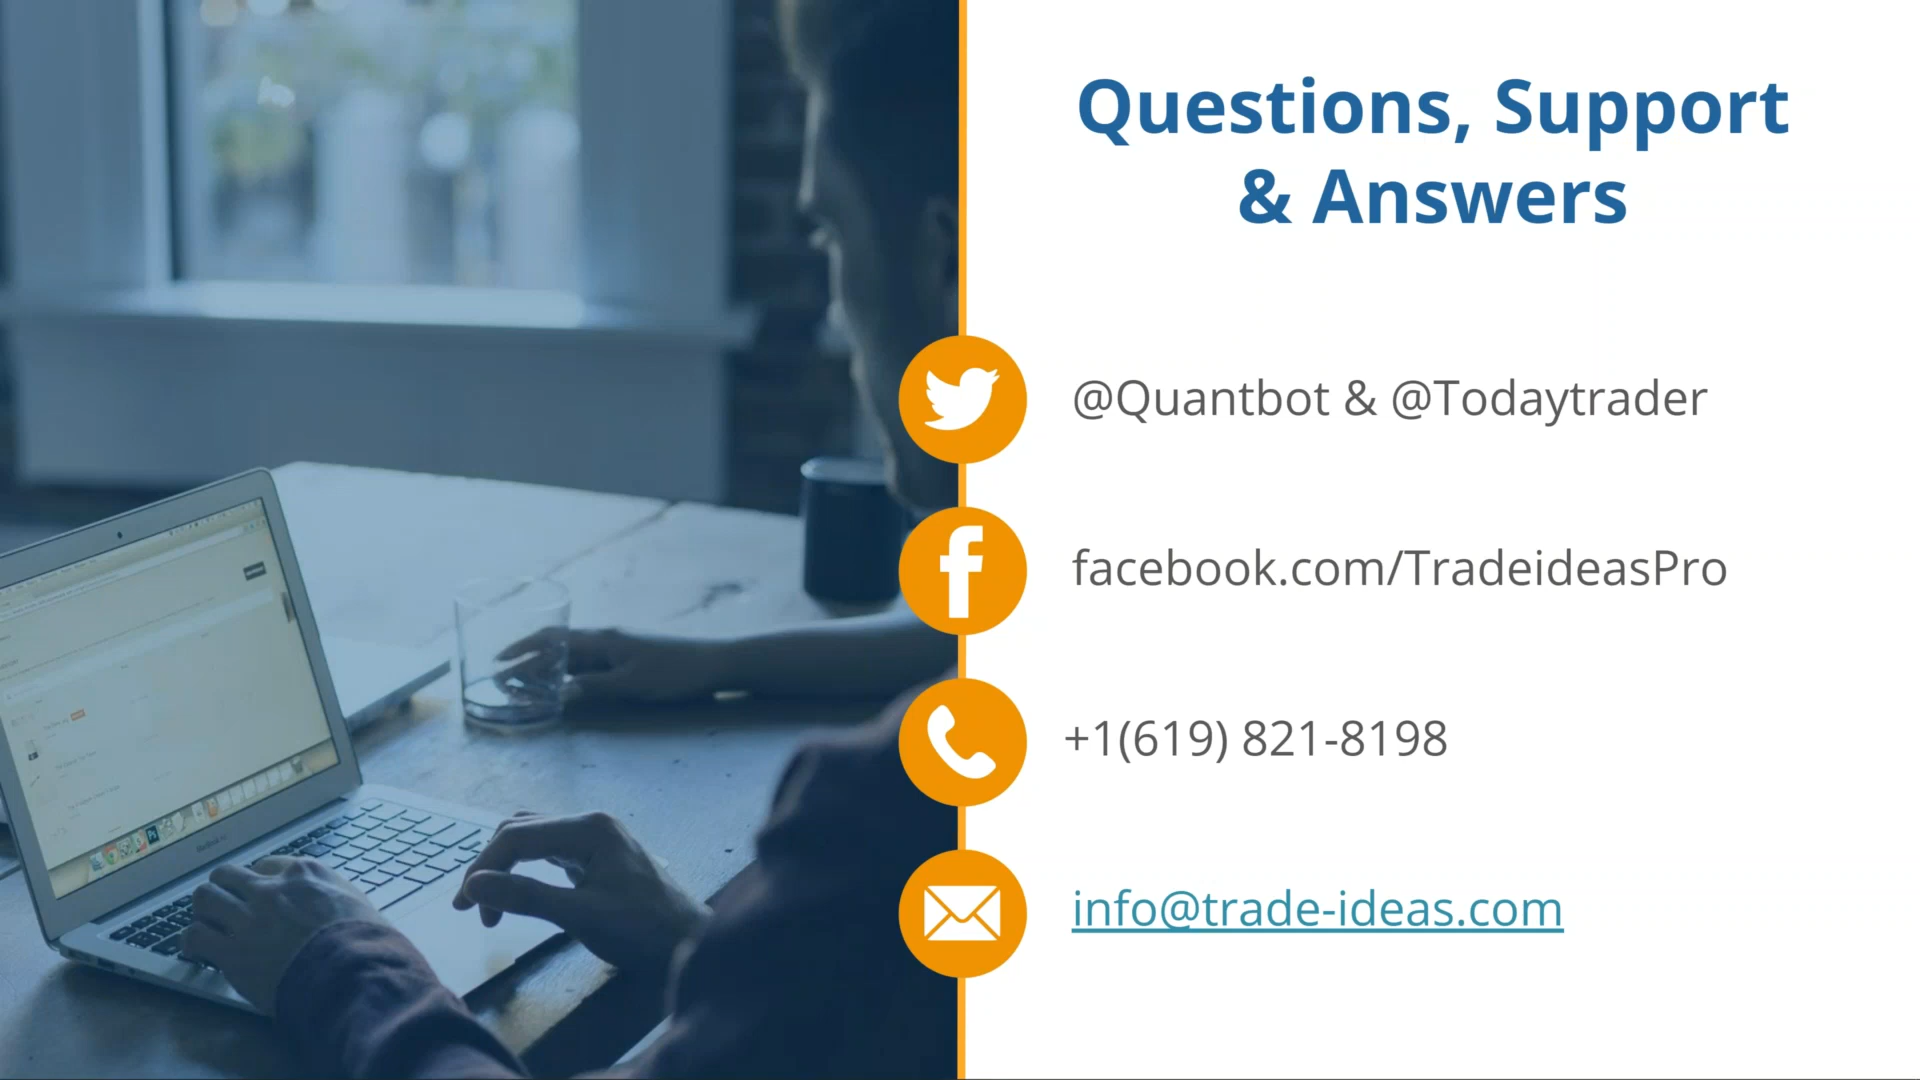 Questions, Support
& Answers
@Quantbot & @Todaytrader
facebook.com/TradeideasPro
+1(619) 821-8198
info@trade-ideas.com